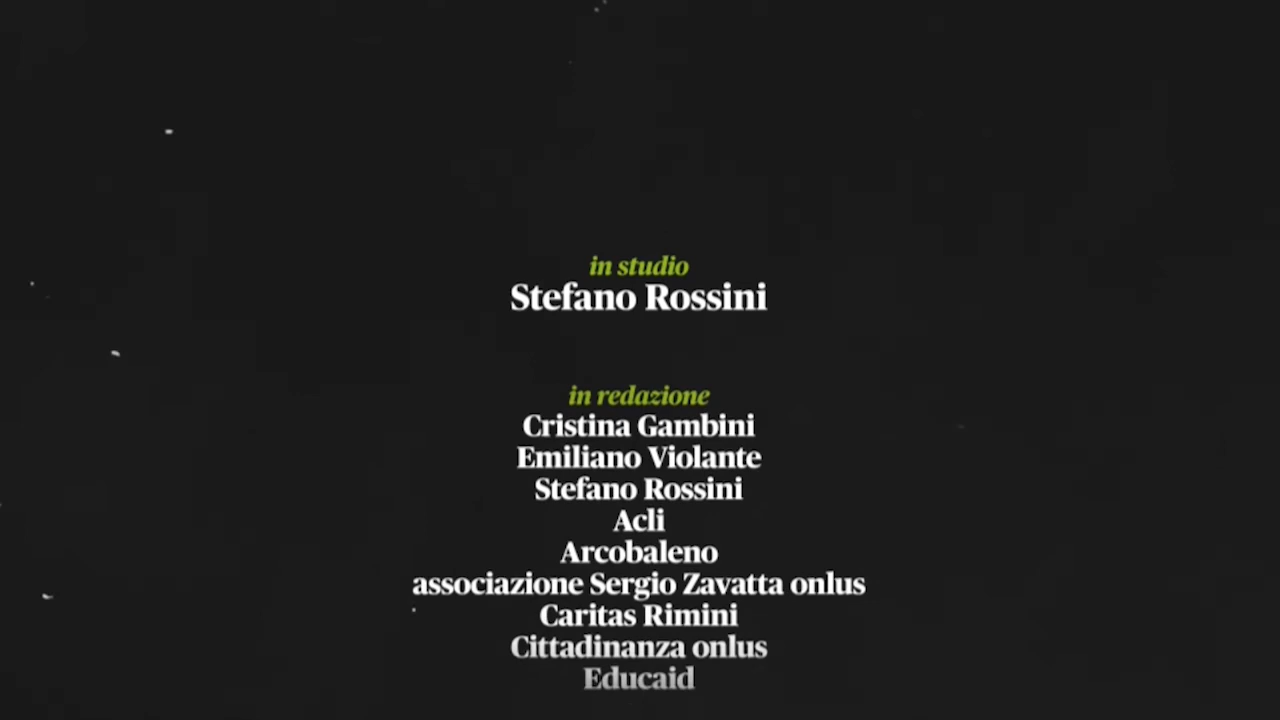 in studio
Stefano Rossini
in redazione
Cristina Gambini
Emiliano Violante
Stefano Rossini
Acli
Arcobaleno
associazione Sergio Zavatta onlus
Caritas Rimini
Cittadinanza onlus
Educaid